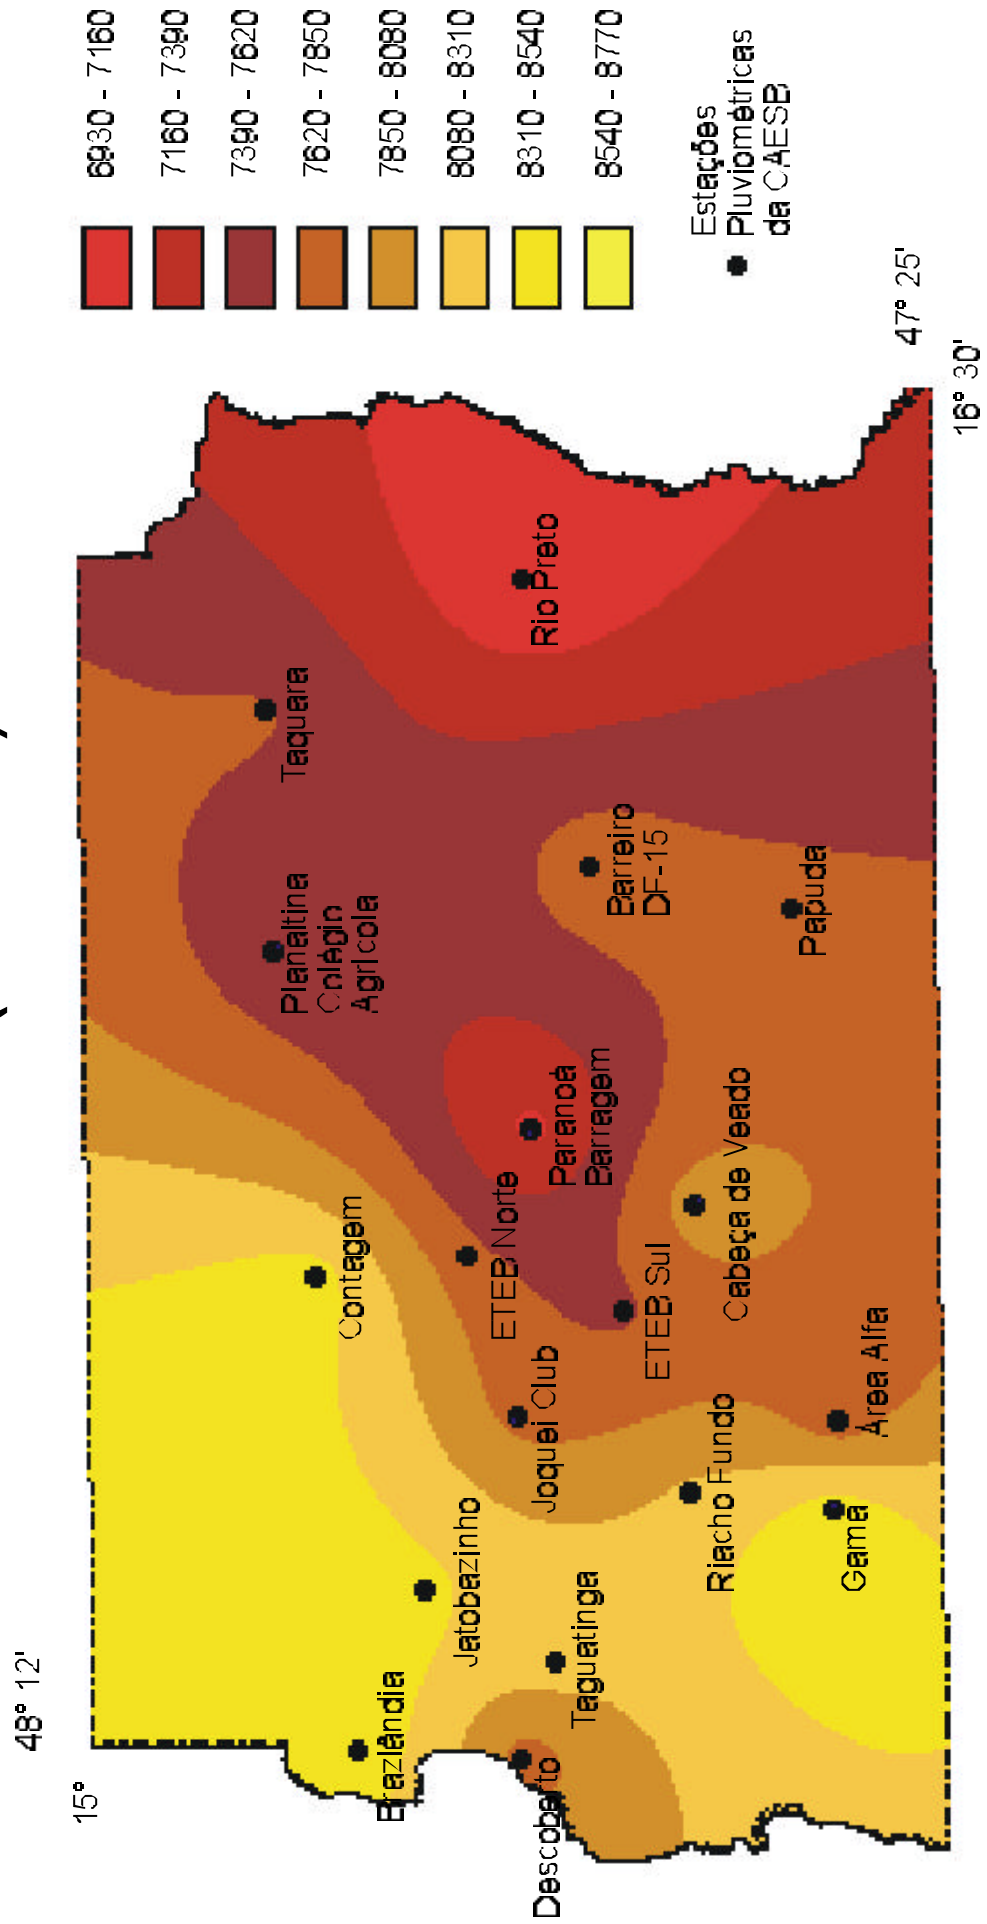 48° 12'
15°
Brazlândia
Jatobazinho
Contagem
Descoberto
Taguatinga
Joquei Club
ETEB Norte
ETEB Sul
Riacho Fundo
Gama
Área Alfa
Cabeça de Veado
Paranoá
Barragem
Planaltina
Colégio
Agrícola
Taquara
Barreiro
DF-15
Papuda
Rio Preto
47° 25'
16° 30'
6930 - 7160
7160 - 7390
7390 - 7620
7620 - 7850
7850 - 8080
8080 - 8310
8310 - 8540
8540 - 8770
Estações
Pluviométricas
da CAESB